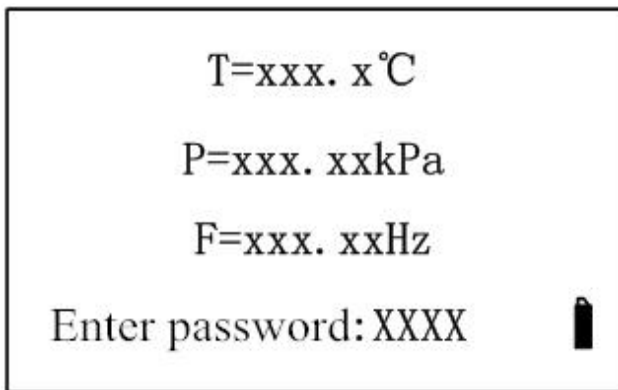 T=xxx. x℃
P=xxx. xxkPa
F=xxx. xxHz
Enter password: XXXX